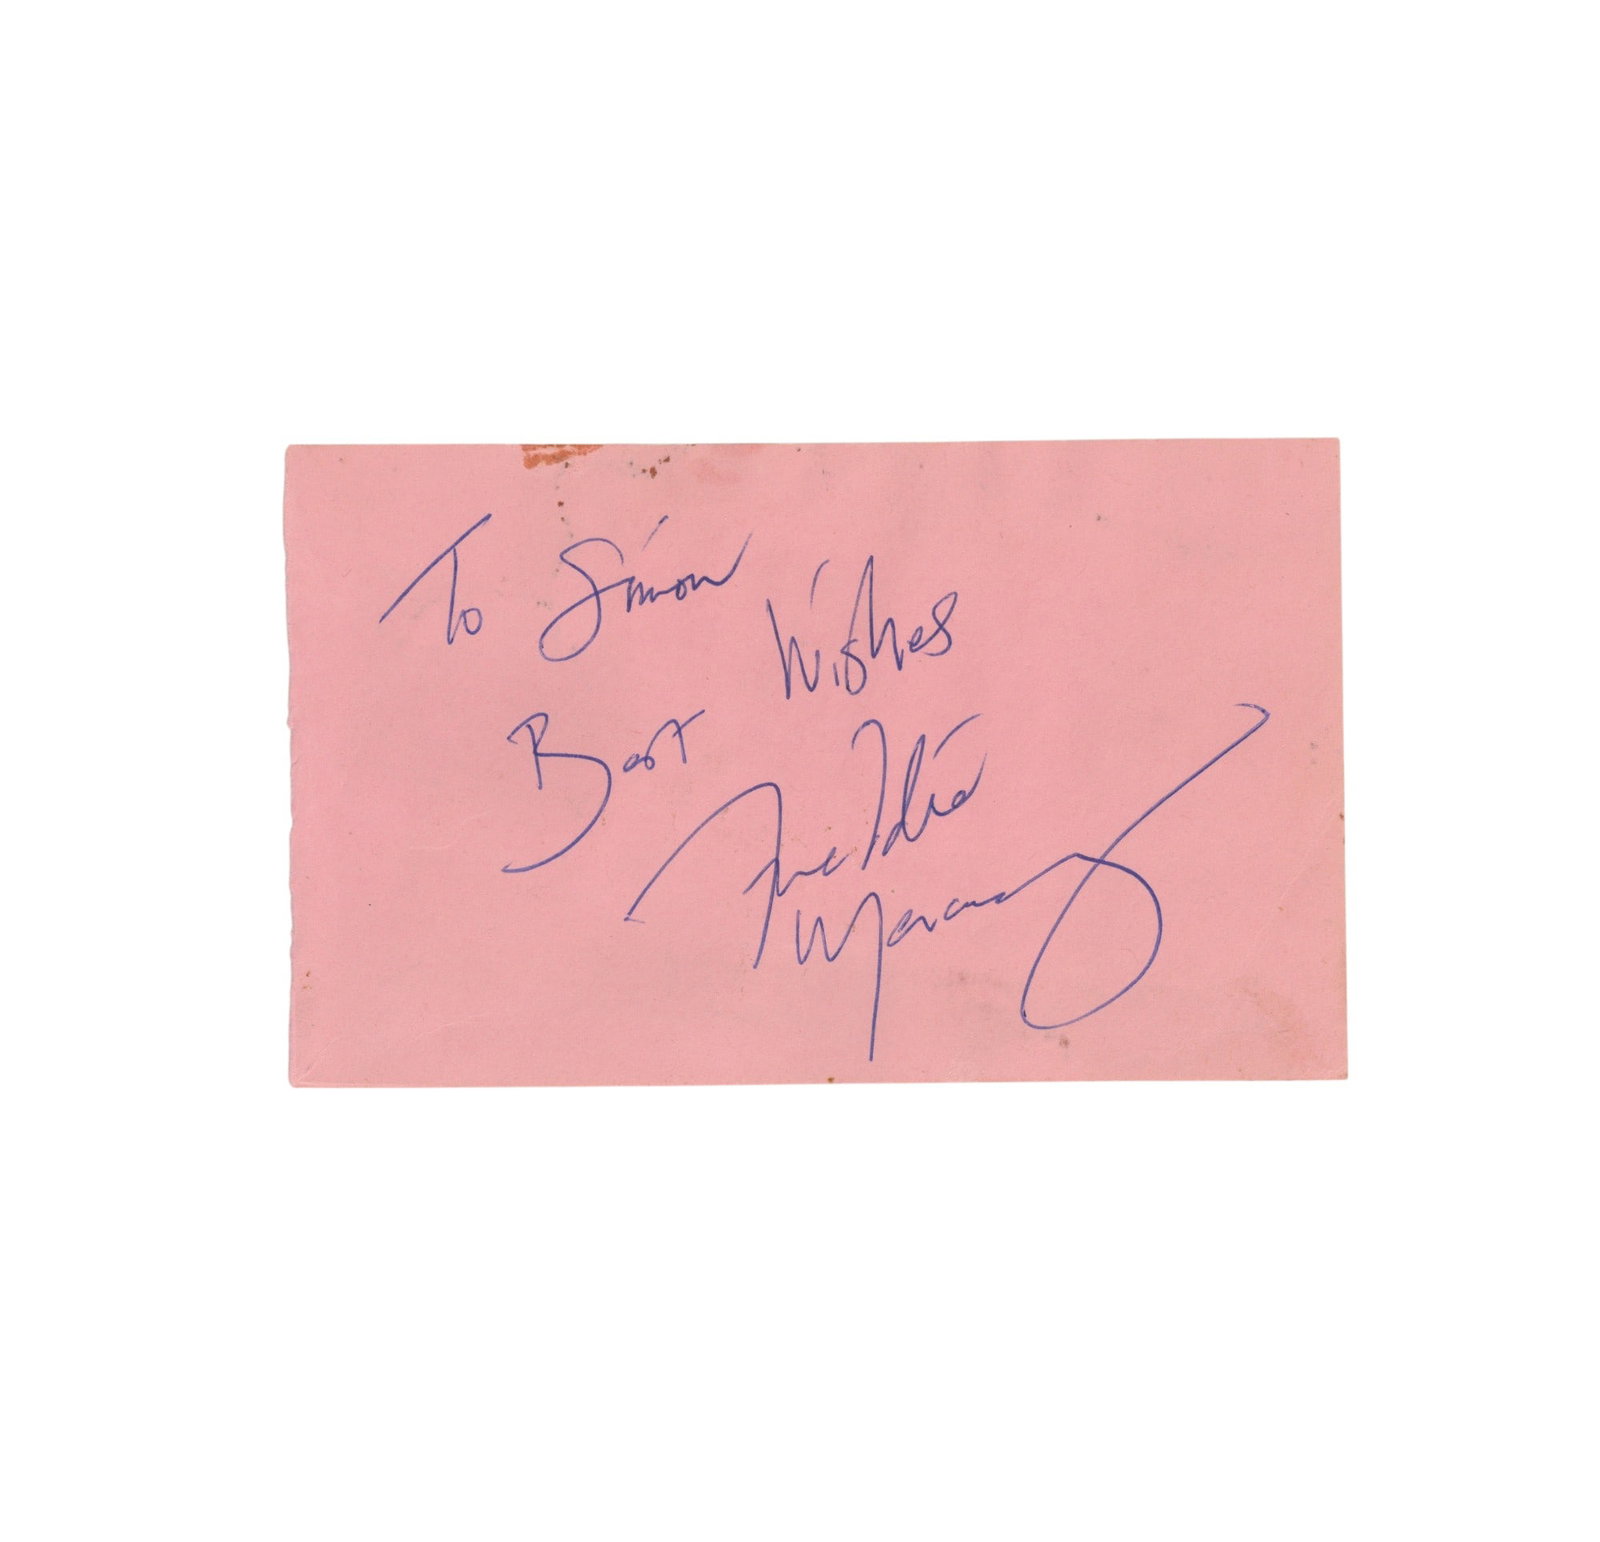 To Simon
Best Wishes
Freddie
Mercury